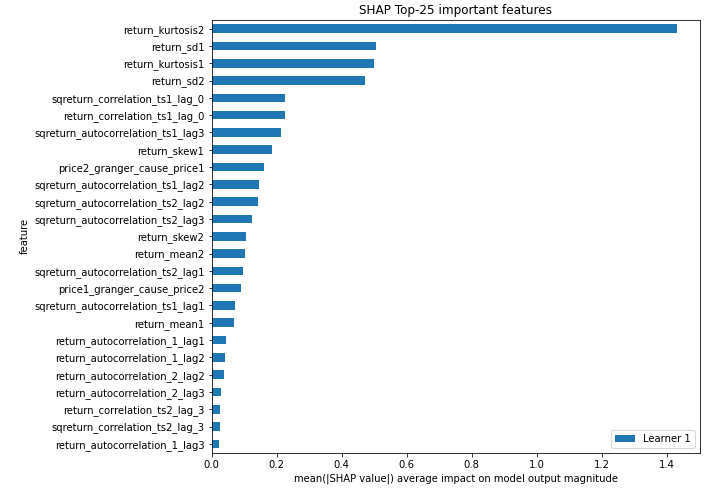 SHAP Top-25 important features
return_kurtosis2
return_sd1
return_kurtosis1
return_sd2
sqreturn_correlation_ts1_lag_0
return_correlation_ts1_lag_0
sqreturn_autocorrelation_ts1_lag3
return_skew1
price2_granger_cause_price1
sqreturn_autocorrelation_ts1_lag2
sqreturn_autocorrelation_ts2_lag2
sqreturn_autocorrelation_ts2_lag3
return_skew2
return_mean2
sqreturn_autocorrelation_ts2_lag1
price1_granger_cause_price2
sqreturn_autocorrelation_ts1_lag1
return_mean1
return_autocorrelation_1_lag1
return_autocorrelation_1_lag2
return_autocorrelation_2_lag2
return_autocorrelation_2_lag3
return_correlation_ts2_lag_3
sqreturn_correlation_ts2_lag_3
return_autocorrelation_1_lag3
feature
Learner 1
0.0 0.2 0.4 0.6 0.8 1.0 1.2 1.4
mean(|SHAP value|) average impact on model output magnitude